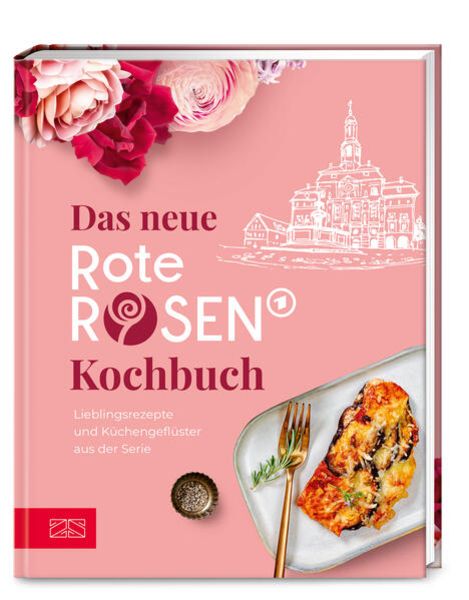 Das neue
Rote
ROSEN
Kochbuch
Lieblingsrezepte
und Küchengeflüster
aus der Serie